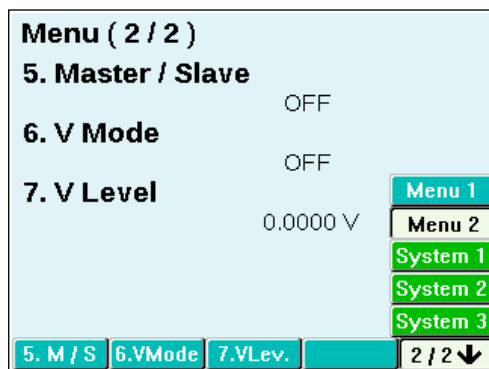 Menu ( 2 / 2 )
5. Master / Slave
OFF
6. V Mode
OFF
7. V Level
0.0000 V
Menu 1
Menu 2
System 1
System 2
System 3
5. M / S 6.VMode 7.VLev. 2 / 2